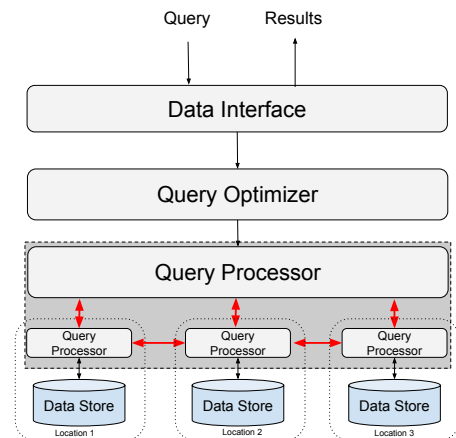 Query Results
Data Interface
Query Optimizer
Query Processor
Query Query Query
Processor Processor Processor
Data Store Data Store Data Store
Location 1 Location 2 Location 3